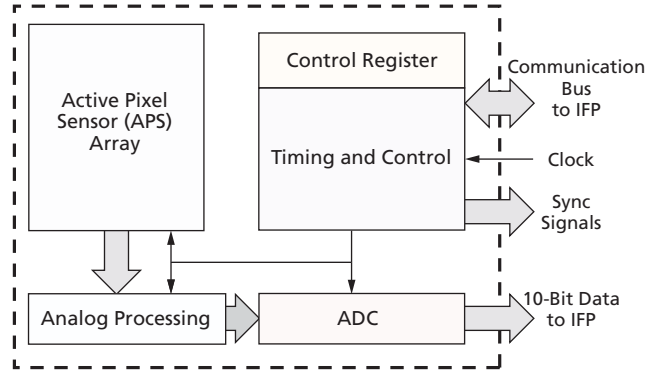 Active Pixel
Sensor (APS)
Array
Control Register
Timing and Control
Communication
Bus
to IFP
Clock
Sync
Signals
Analog Processing
ADC
10-Bit Data
to IFP